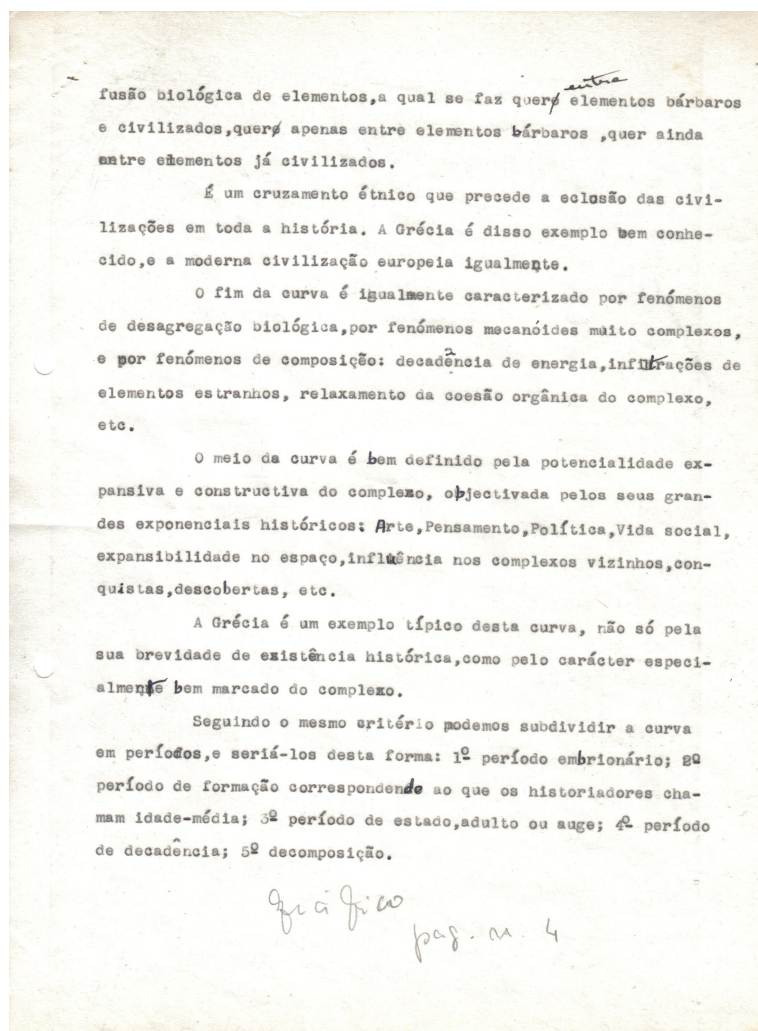 fusão biológica de elementos,a qual se faz quer entre elementos bárbaros
e civilizados,quer apenas entre elementos bárbaros ,quer ainda
entre elementos já civilizados.
É um cruzamento étnico que precede a eclosão das civi-
lizações em toda a história. A Grécia é disso exemplo bem conhe-
cido,e a moderna civilização europeia igualmente.
O fim da curva é igualmente caracterizado por fenómenos
de desagregação biológica,por fenómenos mecanóides muito complexos,
e por fenómenos de composição: decadência de energia,infiltrações de
elementos estranhos, relaxamento da coesão orgânica do complexo,
etc.
O meio da curva é bem definido pela potencialidade ex-
pansiva e constructiva do complexo, objectivada pelos seus gran-
des exponenciais históricos: Arte,Pensamento,Política,Vida social,
expansibilidade no espaço,influência nos complexos vizinhos,con-
quistas,descobertas, etc.
A Grécia é um exemplo típico desta curva, não só pela
sua brevidade de existência histórica,como pelo carácter especi-
almente bem marcado do complexo.
Seguindo o mesmo critério podemos subdividir a curva
em períodos,e seriá-los desta forma: 1º período embrionário; 2º
período de formação correspondendo ao que os historiadores cha-
mam idade-média; 3º período de estado,adulto ou auge; 4º período
de decadência; 5º decomposição.
gráfico
pag. n. 4